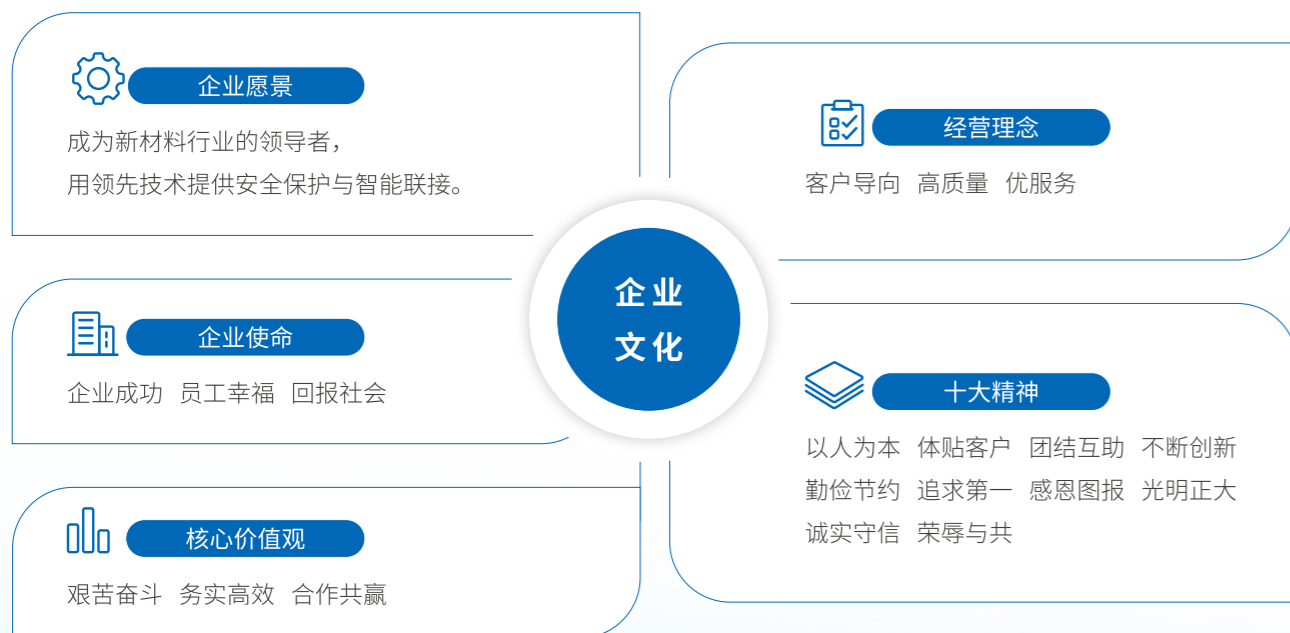 企业愿景
成为新材料行业的领导者，
用领先技术提供安全保护与智能联接。
企业使命
企业成功 员工幸福 回报社会
核心价值观
艰苦奋斗 务实高效 合作共赢
企业
文化
经营理念
客户导向 高质量 优服务
十大精神
以人为本 体贴客户 团结互助 不断创新
勤俭节约 追求第一 感恩图报 光明正大
诚实守信 荣辱与共